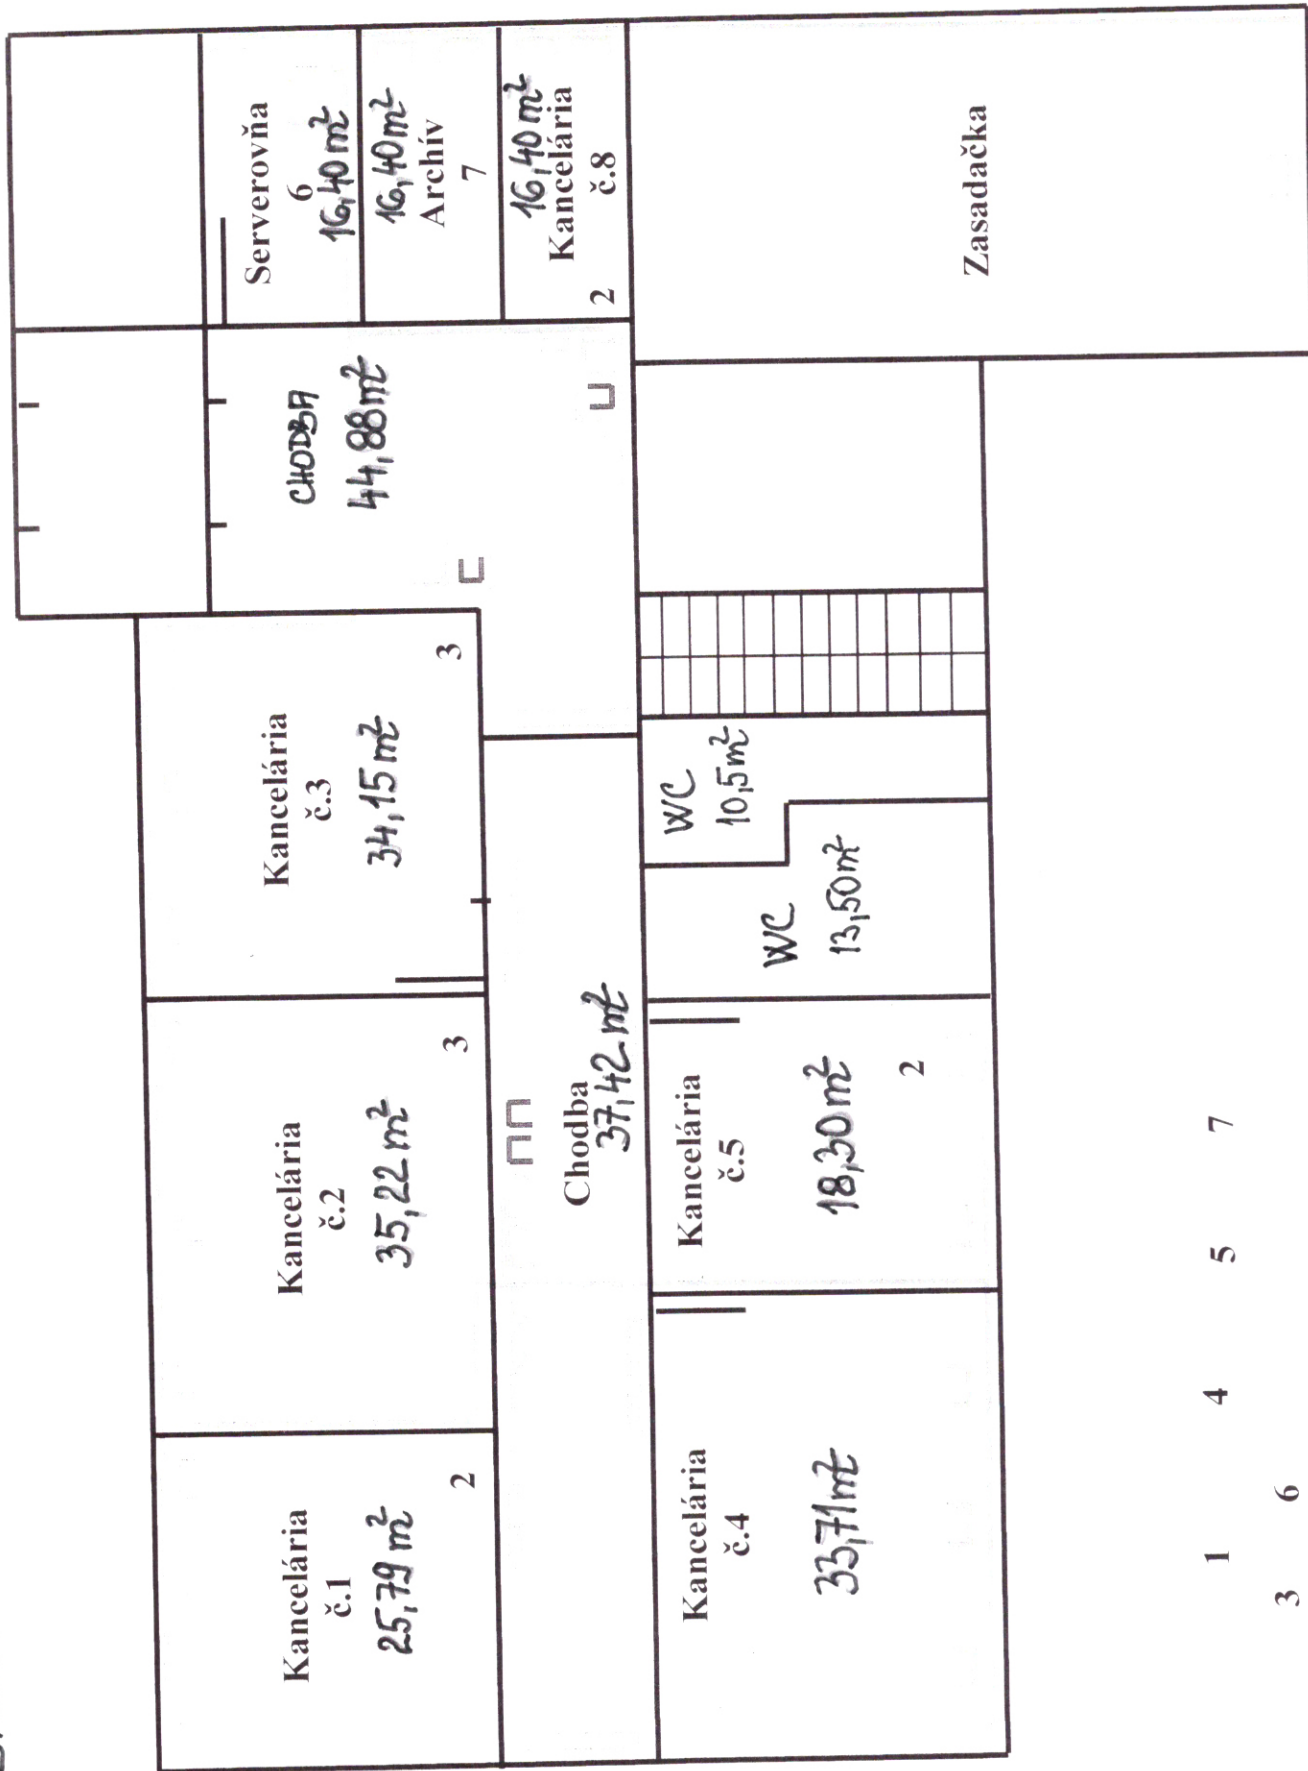 Kancelária
č.1
25,79 m²
2
Kancelária
č.2
35,22 m²
3
Kancelária
č.3
34,15 m²
3
CHODBA
44,88 m²
Serverovňa
6
16,40 m²
16,40 m²
Archív
7
16,40 m²
Kancelária
č.8
2
Chodba
37,42 m²
Kancelária
č.4
33,71 m²
Kancelária
č.5
18,30 m²
2
WC
13,50 m²
WC
10,5 m²
Zasadačka
1 4 5 7
3 6